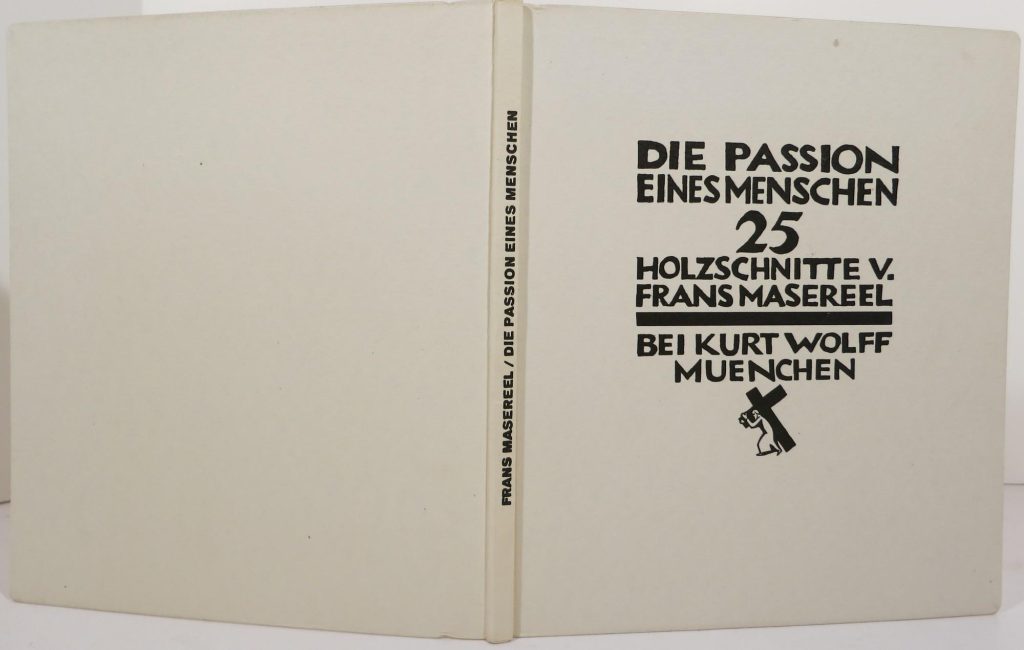 FRANS MASEREEL / DIE PASSION EINES MENSCHEN
DIE PASSION
EINES MENSCHEN
25
HOLZSCHNITTE V.
FRANS MASEREEL
BEI KURT WOLFF
MUENCHEN